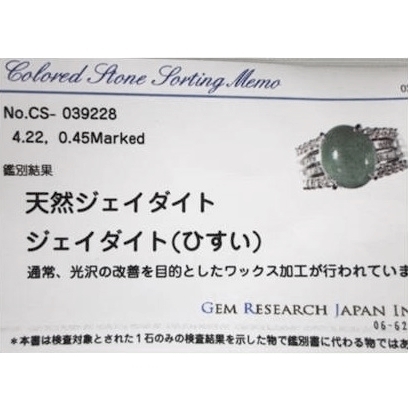 Colored Stone Sorting Memo
No.CS- 039228
4.22, 0.45Marked
鑑別結果
天然ジェイダイト
ジェイダイト(ひすい)
通常、光沢の改善を目的としたワックス加工が行われていま
GEM RESEARCH JAPAN IN
06-62
*本書は検査対象とされた1石のみの検査結果を示した物で鑑別書に代わる物ではあ